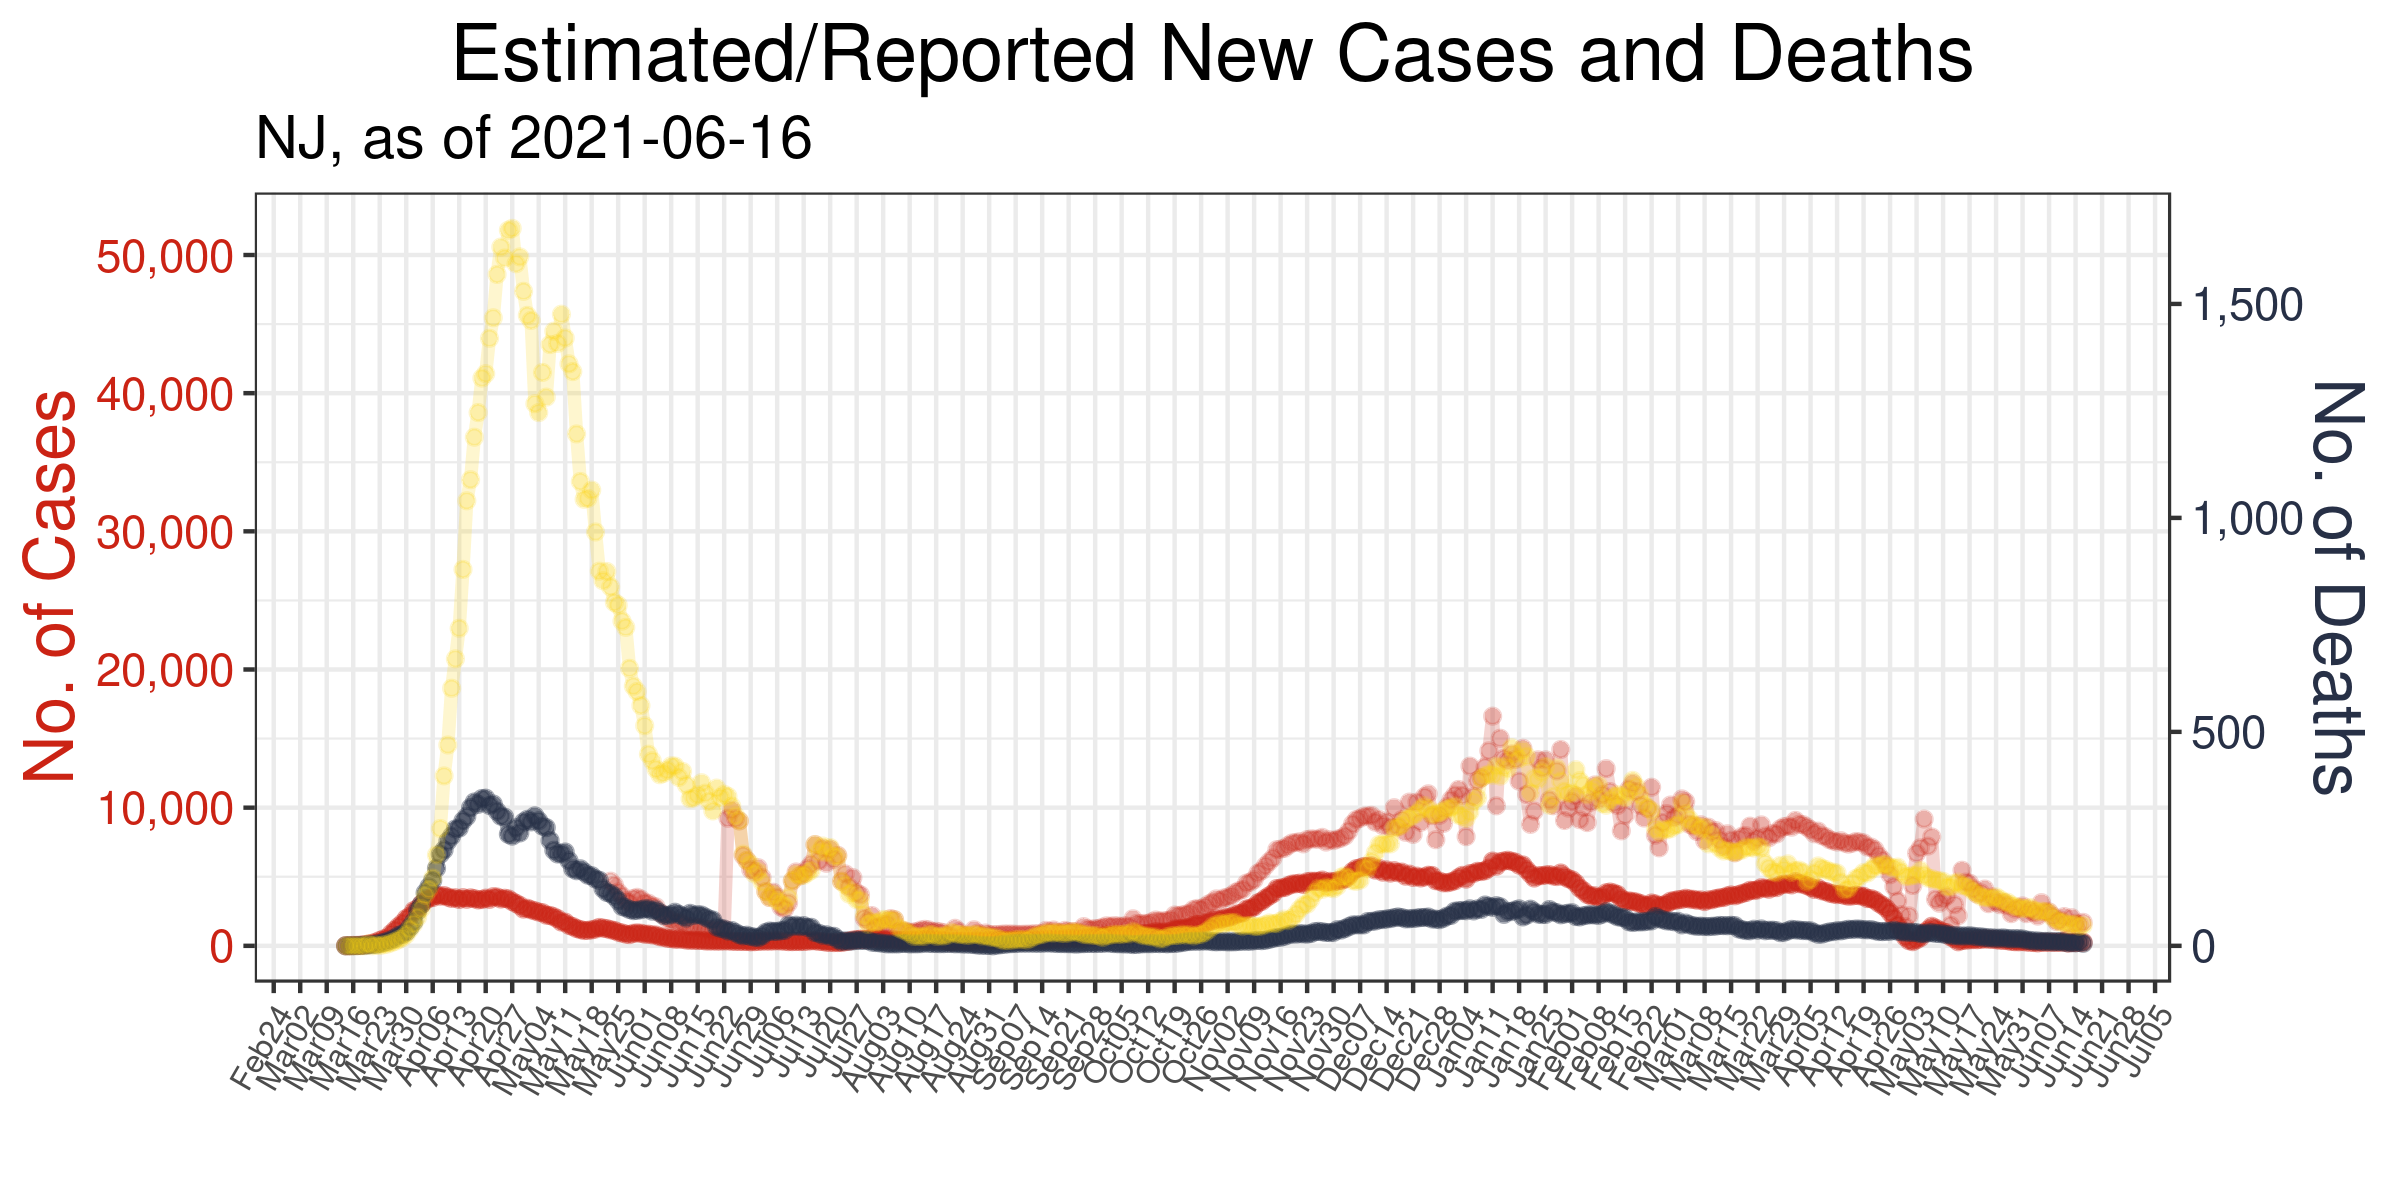 Estimated/Reported New Cases and Deaths
NJ, as of 2021-06-16
No. of Cases
50,000
40,000
30,000
20,000
10,000
0
1,500
1,000
500
0
No. of Deaths
Feb24
Mar02
Mar09
Mar16
Mar23
Mar30
Apr06
Apr13
Apr20
Apr27
May04
May11
May18
May25
Jun01
Jun08
Jun15
Jun22
Jun29
Jul06
Jul13
Jul20
Jul27
Aug03
Aug10
Aug17
Aug24
Aug31
Sep07
Sep14
Sep21
Sep28
Oct05
Oct12
Oct19
Oct26
Nov02
Nov09
Nov16
Nov23
Nov30
Dec07
Dec14
Dec21
Dec28
Jan04
Jan11
Jan18
Jan25
Feb01
Feb08
Feb15
Feb22
Mar01
Mar08
Mar15
Mar22
Mar29
Apr05
Apr12
Apr19
Apr26
May03
May10
May17
May24
May31
Jun07
Jun14
Jun21
Jun28
Jul05